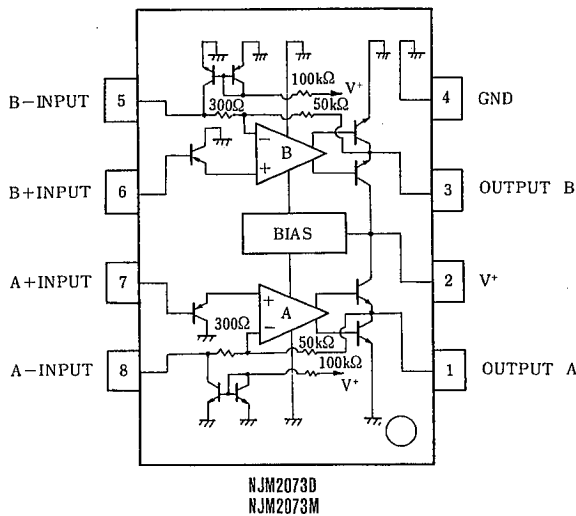 100kΩ
V⁺
B−INPUT
5
300Ω
50kΩ
4
GND
−
B
+
B+INPUT
6
3
OUTPUT B
BIAS
A+INPUT
7
2
V⁺
+
A
−
300Ω
50kΩ
A−INPUT
8
100kΩ
V⁺
1
OUTPUT A
NJM2073D
NJM2073M